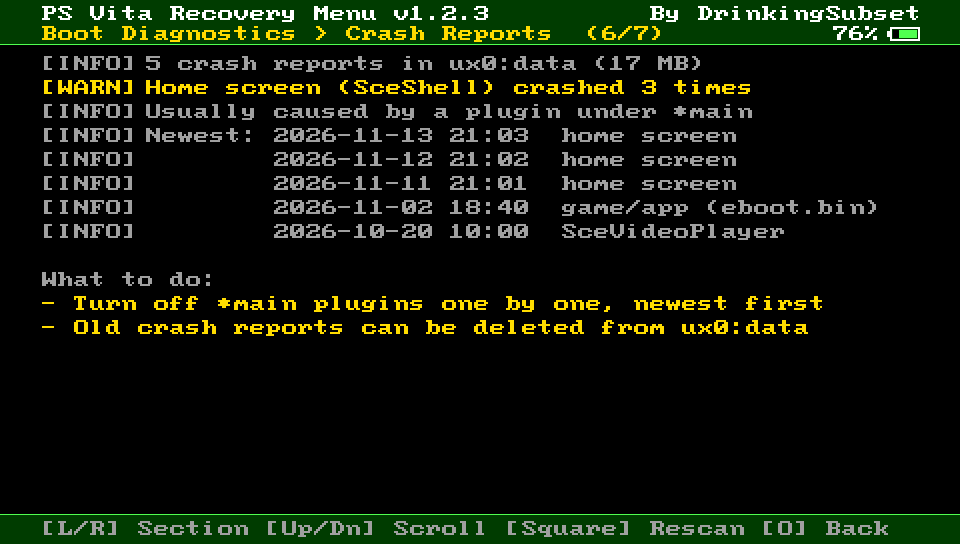 PS Vita Recovery Menu v1.2.3 By DrinkingSubset
Boot Diagnostics > Crash Reports (6/7) 76%
[INFO] 5 crash reports in ux0:data (17 MB)
[WARN] Home screen (SceShell) crashed 3 times
[INFO] Usually caused by a plugin under *main
[INFO] Newest: 2026-11-13 21:03 home screen
[INFO] 2026-11-12 21:02 home screen
[INFO] 2026-11-11 21:01 home screen
[INFO] 2026-11-02 18:40 game/app (eboot.bin)
[INFO] 2026-10-20 10:00 SceVideoPlayer
What to do:
- Turn off *main plugins one by one, newest first
- Old crash reports can be deleted from ux0:data
[L/R] Section [Up/Dn] Scroll [Square] Rescan [O] Back